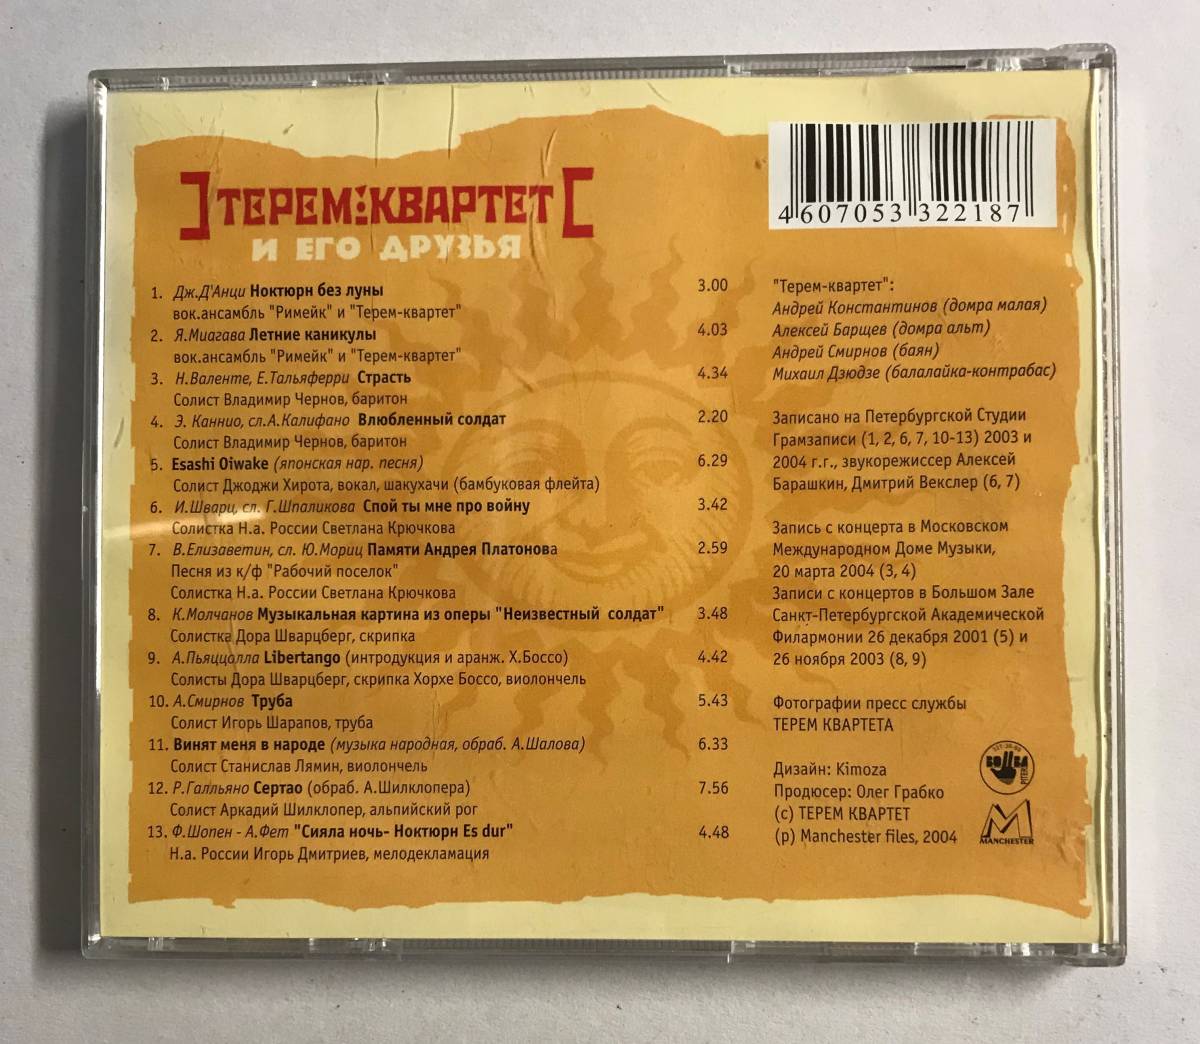 ТЕРЕМ КВАРТЕТ
И ЕГО ДРУЗЬЯ
1. Дж.Д'Анци Ноктюрн без луны 3.00
вок.ансамбль "Римейк" и "Терем-квартет"
2. Я.Миагава Летние каникулы 4.03
вок.ансамбль "Римейк" и "Терем-квартет"
3. Н.Валенте, Е.Тальяферри Страсть 4.34
Солист Владимир Чернов, баритон
4. Э. Каннио, сл.А.Калифано Влюбленный солдат 2.20
Солист Владимир Чернов, баритон
5. Esashi Oiwake (японская нар. песня) 6.29
Солист Джоджи Хирота, вокал, шакухачи (бамбуковая флейта)
6. И.Шварц, сл. Г.Шпаликова Спой ты мне про войну 3.42
Солистка Н.а. России Светлана Крючкова
7. В.Елизаветин, сл. Ю.Мориц Памяти Андрея Платонова 2.59
Песня из к/ф "Рабочий поселок"
Солистка Н.а. России Светлана Крючкова
8. К.Молчанов Музыкальная картина из оперы "Неизвестный солдат" 3.48
Солистка Дора Шварцберг, скрипка
9. А.Пьяццолла Libertango (интродукция и аранж. Х.Боссо) 4.42
Солисты Дора Шварцберг, скрипка Хорхе Боссо, виолончель
10. А.Смирнов Труба 5.43
Солист Игорь Шарапов, труба
11. Винят меня в народе (музыка народная, обраб. А.Шалова) 6.33
Солист Станислав Лямин, виолончель
12. Р.Галльяно Сертао (обраб. А.Шилклопера) 7.56
Солист Аркадий Шилклопер, альпийский рог
13. Ф.Шопен - А.Фет "Сияла ночь- Ноктюрн Es dur" 4.48
Н.а. России Игорь Дмитриев, мелодекламация
4 607053 322187
"Терем-квартет":
Андрей Константинов (домра малая)
Алексей Барщев (домра альт)
Андрей Смирнов (баян)
Михаил Дзюдзе (балалайка-контрабас)
Записано на Петербургской Студии
Грамзаписи (1, 2, 6, 7, 10-13) 2003 и
2004 г.г., звукорежиссер Алексей
Барашкин, Дмитрий Векслер (6, 7)
Запись с концерта в Московском
Международном Доме Музыки,
20 марта 2004 (3, 4)
Записи с концертов в Большом Зале
Санкт-Петербургской Академической
Филармонии 26 декабря 2001 (5) и
26 ноября 2003 (8, 9)
Фотографии пресс службы
ТЕРЕМ КВАРТЕТА
Дизайн: Kimoza
Продюсер: Олег Грабко
(с) ТЕРЕМ КВАРТЕТ
(p) Manchester files, 2004
MANCHESTER